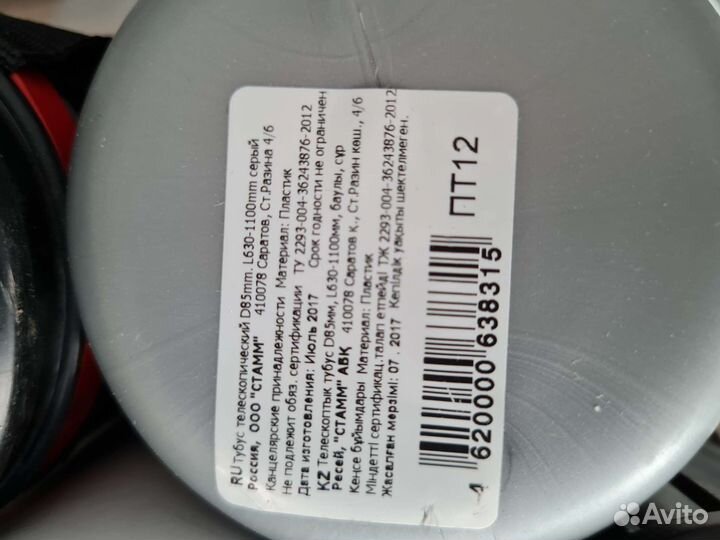 RU Тубус телескопический D85mm. L630-1100mm серый
Россия, ООО "СТАММ" 410078 Саратов, Ст.Разина 4/6
Канцелярские принадлежности Материал: Пластик
Не подлежит обяз. сертификации ТУ 2293-004-36243876-2012
Дата изготовления: Июль 2017 Срок годности не ограничен
KZ Телескоптық тубус D85мм, L630-1100мм, баулы, сұр
Ресей, "СТАММ" АБҚ 410078 Саратов к., Ст.Разин көш., 4/6
Кеңсе бұйымдары Материал: Пластик
Міндетті сертификац.талап етпейді ТЖ 2293-004-36243876-2012
Жасалған мерзімі: 07 . 2017 Кепілдік уақыты шектелмеген.
4 620000 638315
ПТ12
Avito